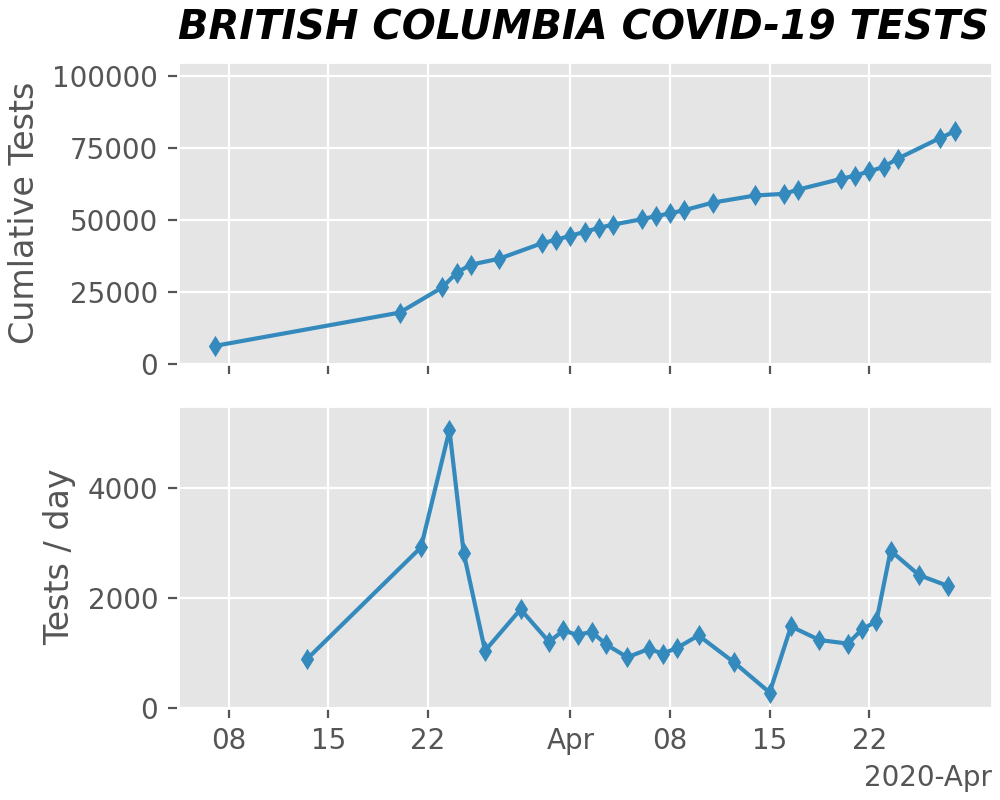 BRITISH COLUMBIA COVID-19 TESTS
Cumlative Tests
100000
75000
50000
25000
0
Tests / day
4000
2000
0
08 15 22 Apr 08 15 22
2020-Apr